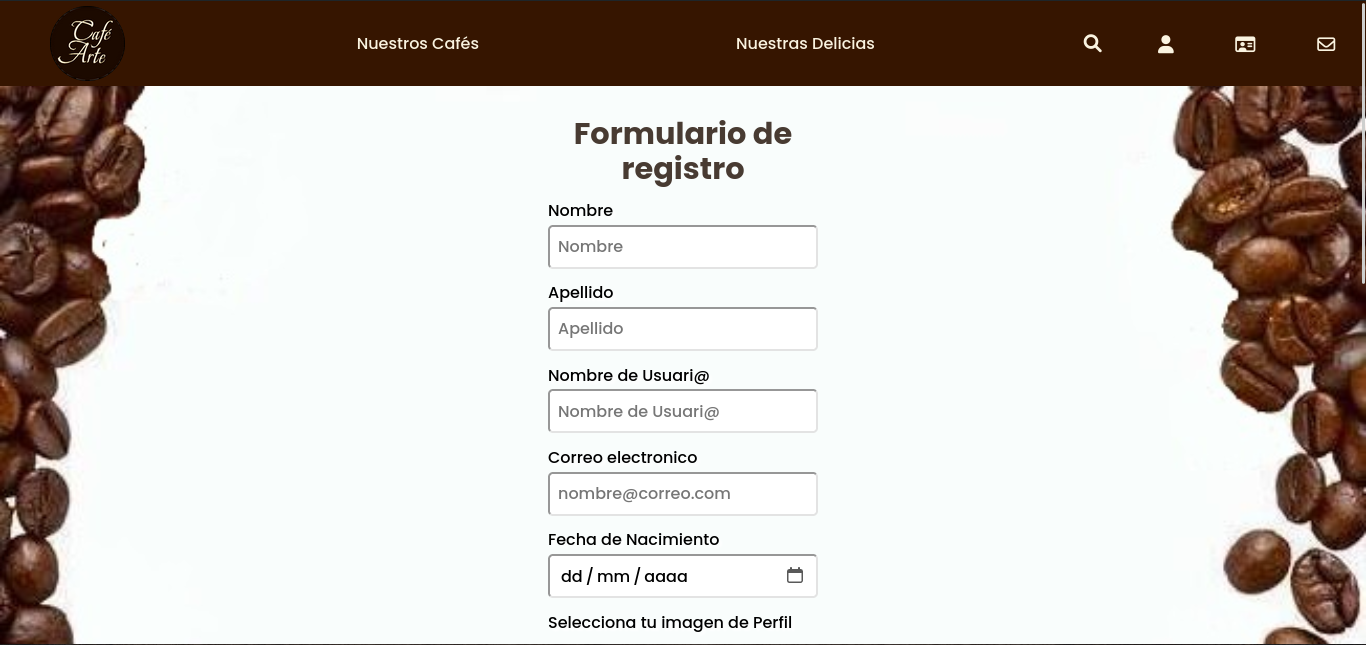 Café
Arte
Nuestros Cafés
Nuestras Delicias
Formulario de
registro
Nombre
Nombre
Apellido
Apellido
Nombre de Usuari@
Nombre de Usuari@
Correo electronico
nombre@correo.com
Fecha de Nacimiento
dd / mm / aaaa
Selecciona tu imagen de Perfil